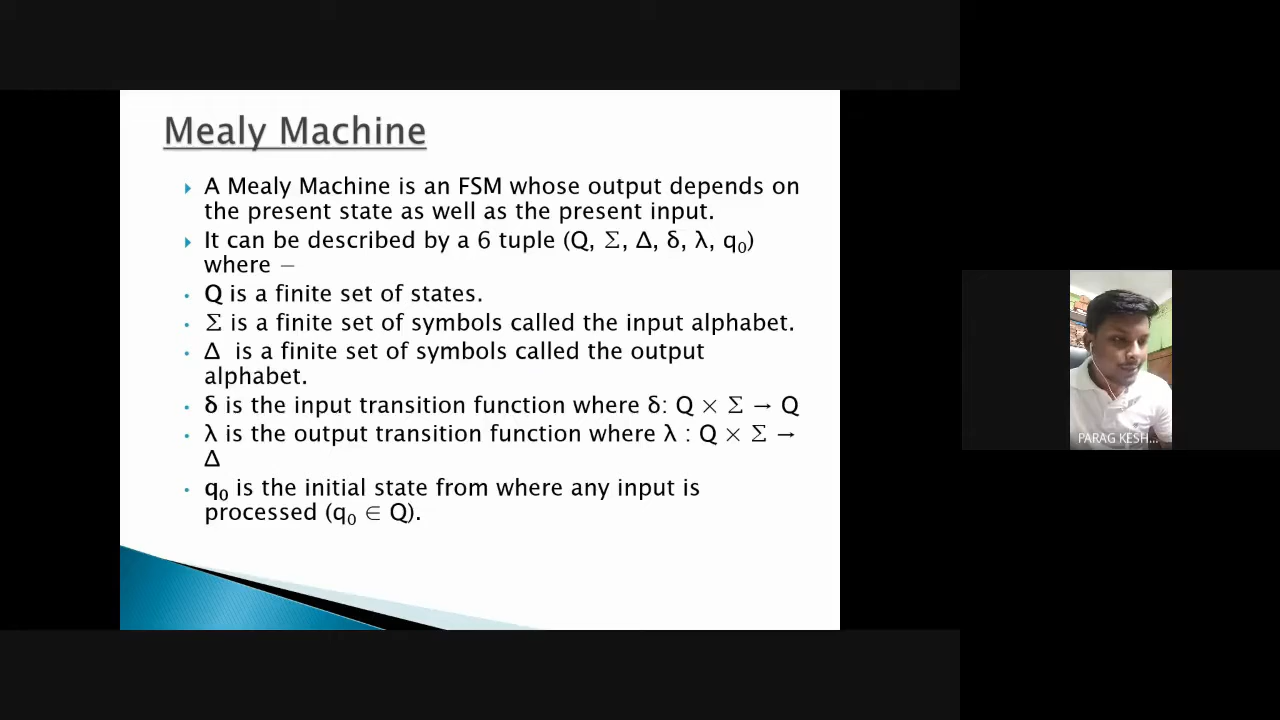 Mealy Machine
A Mealy Machine is an FSM whose output depends on
the present state as well as the present input.
It can be described by a 6 tuple (Q, Σ, Δ, δ, λ, q₀)
where −
Q is a finite set of states.
Σ is a finite set of symbols called the input alphabet.
Δ is a finite set of symbols called the output
alphabet.
δ is the input transition function where δ: Q × Σ → Q
λ is the output transition function where λ : Q × Σ →
Δ
q₀ is the initial state from where any input is
processed (q₀ ∈ Q).
PARAG KESH...